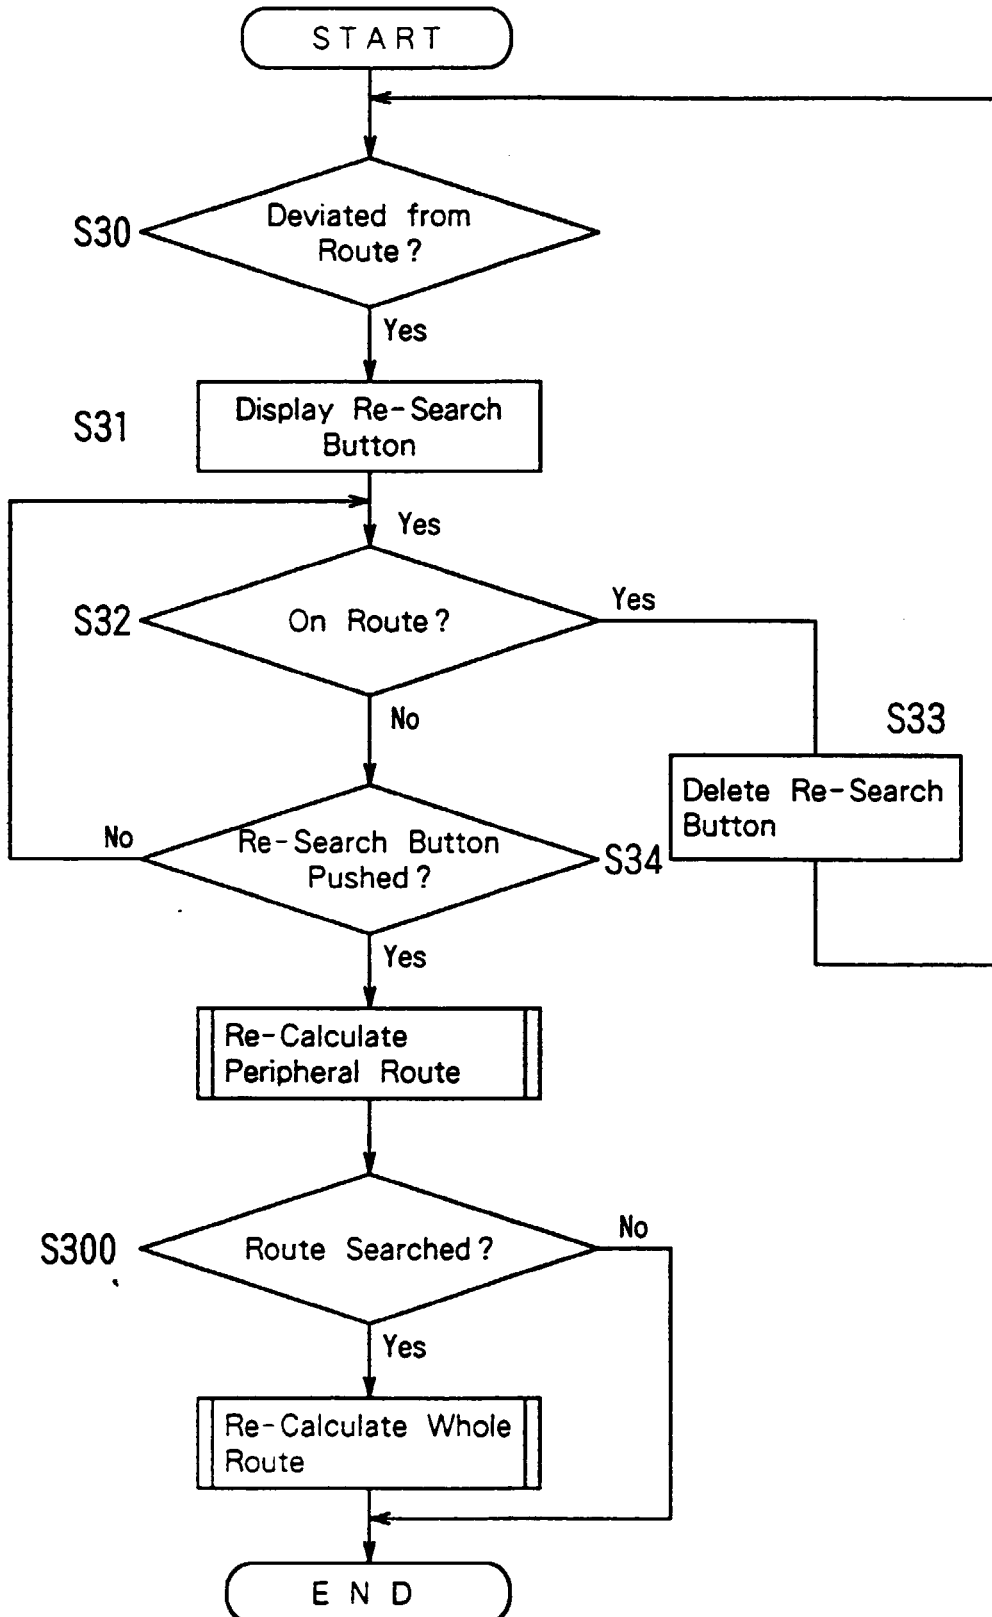 START
Deviated from
Route?
S30
Yes
Display Re-Search
Button
S31
Yes
On Route?
S32
Yes
No
S33
Delete Re-Search
Button
Re-Search Button
Pushed?
No
S34
Yes
Re-Calculate
Peripheral Route
Route Searched?
S300
No
Yes
Re-Calculate Whole
Route
END